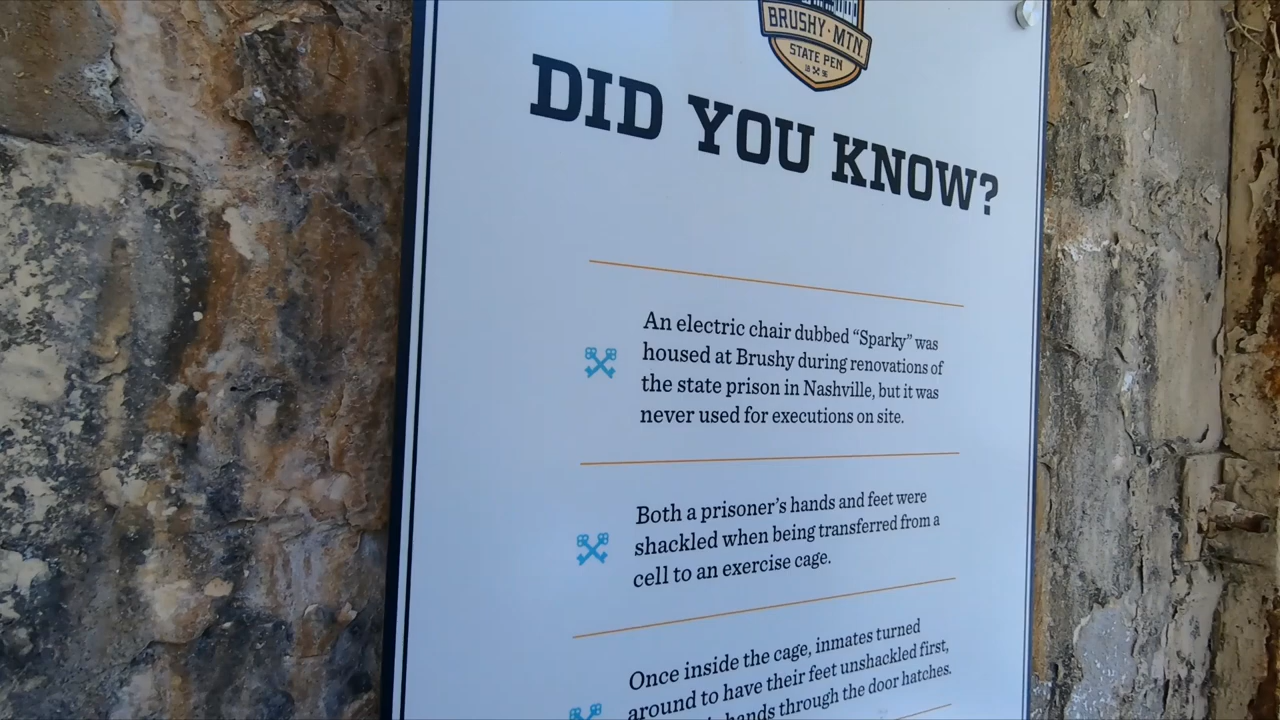 BRUSHY · MTN.
STATE PEN
18 96
DID YOU KNOW?
An electric chair dubbed “Sparky” was
housed at Brushy during renovations of
the state prison in Nashville, but it was
never used for executions on site.
Both a prisoner’s hands and feet were
shackled when being transferred from a
cell to an exercise cage.
Once inside the cage, inmates turned
around to have their feet unshackled first,
hands through the door hatches.